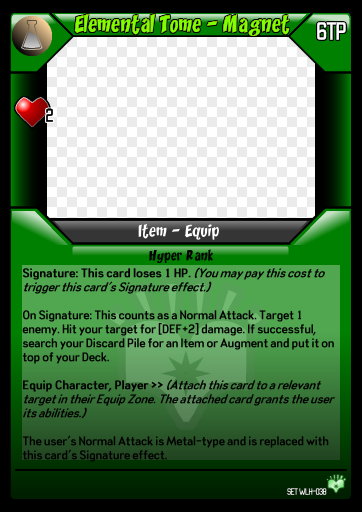 Elemental Tome - Magnet
6TP
2
Item - Equip
Hyper Rank
Signature: This card loses 1 HP. (You may pay this cost to
trigger this card's Signature effect.)
On Signature: This counts as a Normal Attack. Target 1
enemy. Hit your target for [DEF+2] damage. If successful,
search your Discard Pile for an Item or Augment and put it on
top of your Deck.
Equip Character, Player >> (Attach this card to a relevant
target in their Equip Zone. The attached card grants the user
its abilities.)
The user's Normal Attack is Metal-type and is replaced with
this card's Signature effect.
SET WLH-038